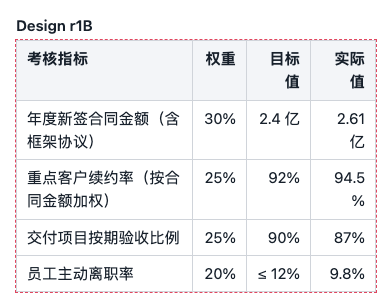 Design r1B
考核指标 权重 目标 实际
值 值
年度新签合同金额（含 30% 2.4 亿 2.61
框架协议） 亿
重点客户续约率（按合 25% 92% 94.5
同金额加权） %
交付项目按期验收比例 25% 90% 87%
员工主动离职率 20% ≤ 12% 9.8%